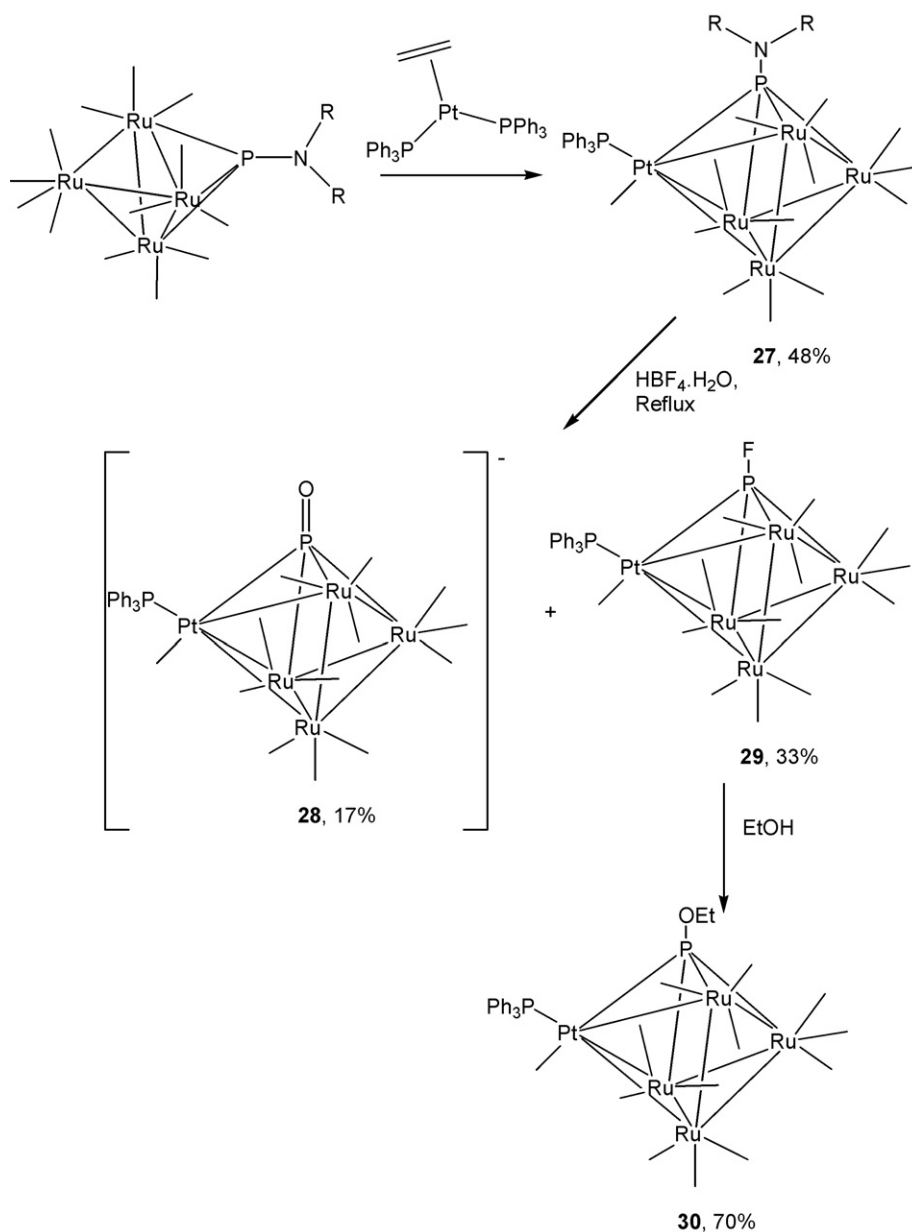 R
R
N
P
Ru
Ru
Ru
Ru
P
N
R
R
Pt
Ph3P
PPh3
Ph3P
Pt
Ru
Ru
Ru
Ru
27, 48%
HBF4.H2O,
Reflux
-
O
P
Ph3P
Pt
Ru
Ru
Ru
Ru
28, 17%
+
F
P
Ph3P
Pt
Ru
Ru
Ru
Ru
29, 33%
EtOH
OEt
P
Ph3P
Pt
Ru
Ru
Ru
Ru
30, 70%